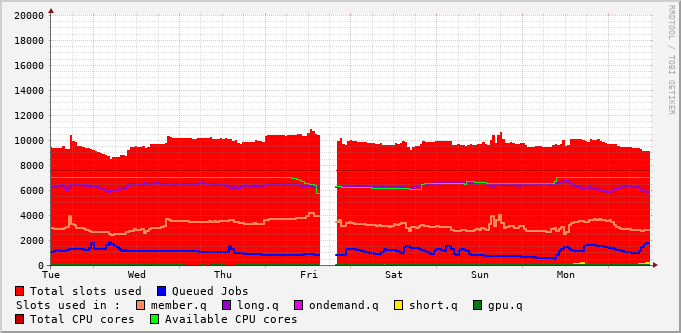 RRDTOOL / TOBI OETIKER
20000
18000
16000
14000
12000
10000
8000
6000
4000
2000
0
Tue Wed Thu Fri Sat Sun Mon
Total slots used Queued Jobs
Slots used in : member.q long.q ondemand.q short.q gpu.q
Total CPU cores Available CPU cores